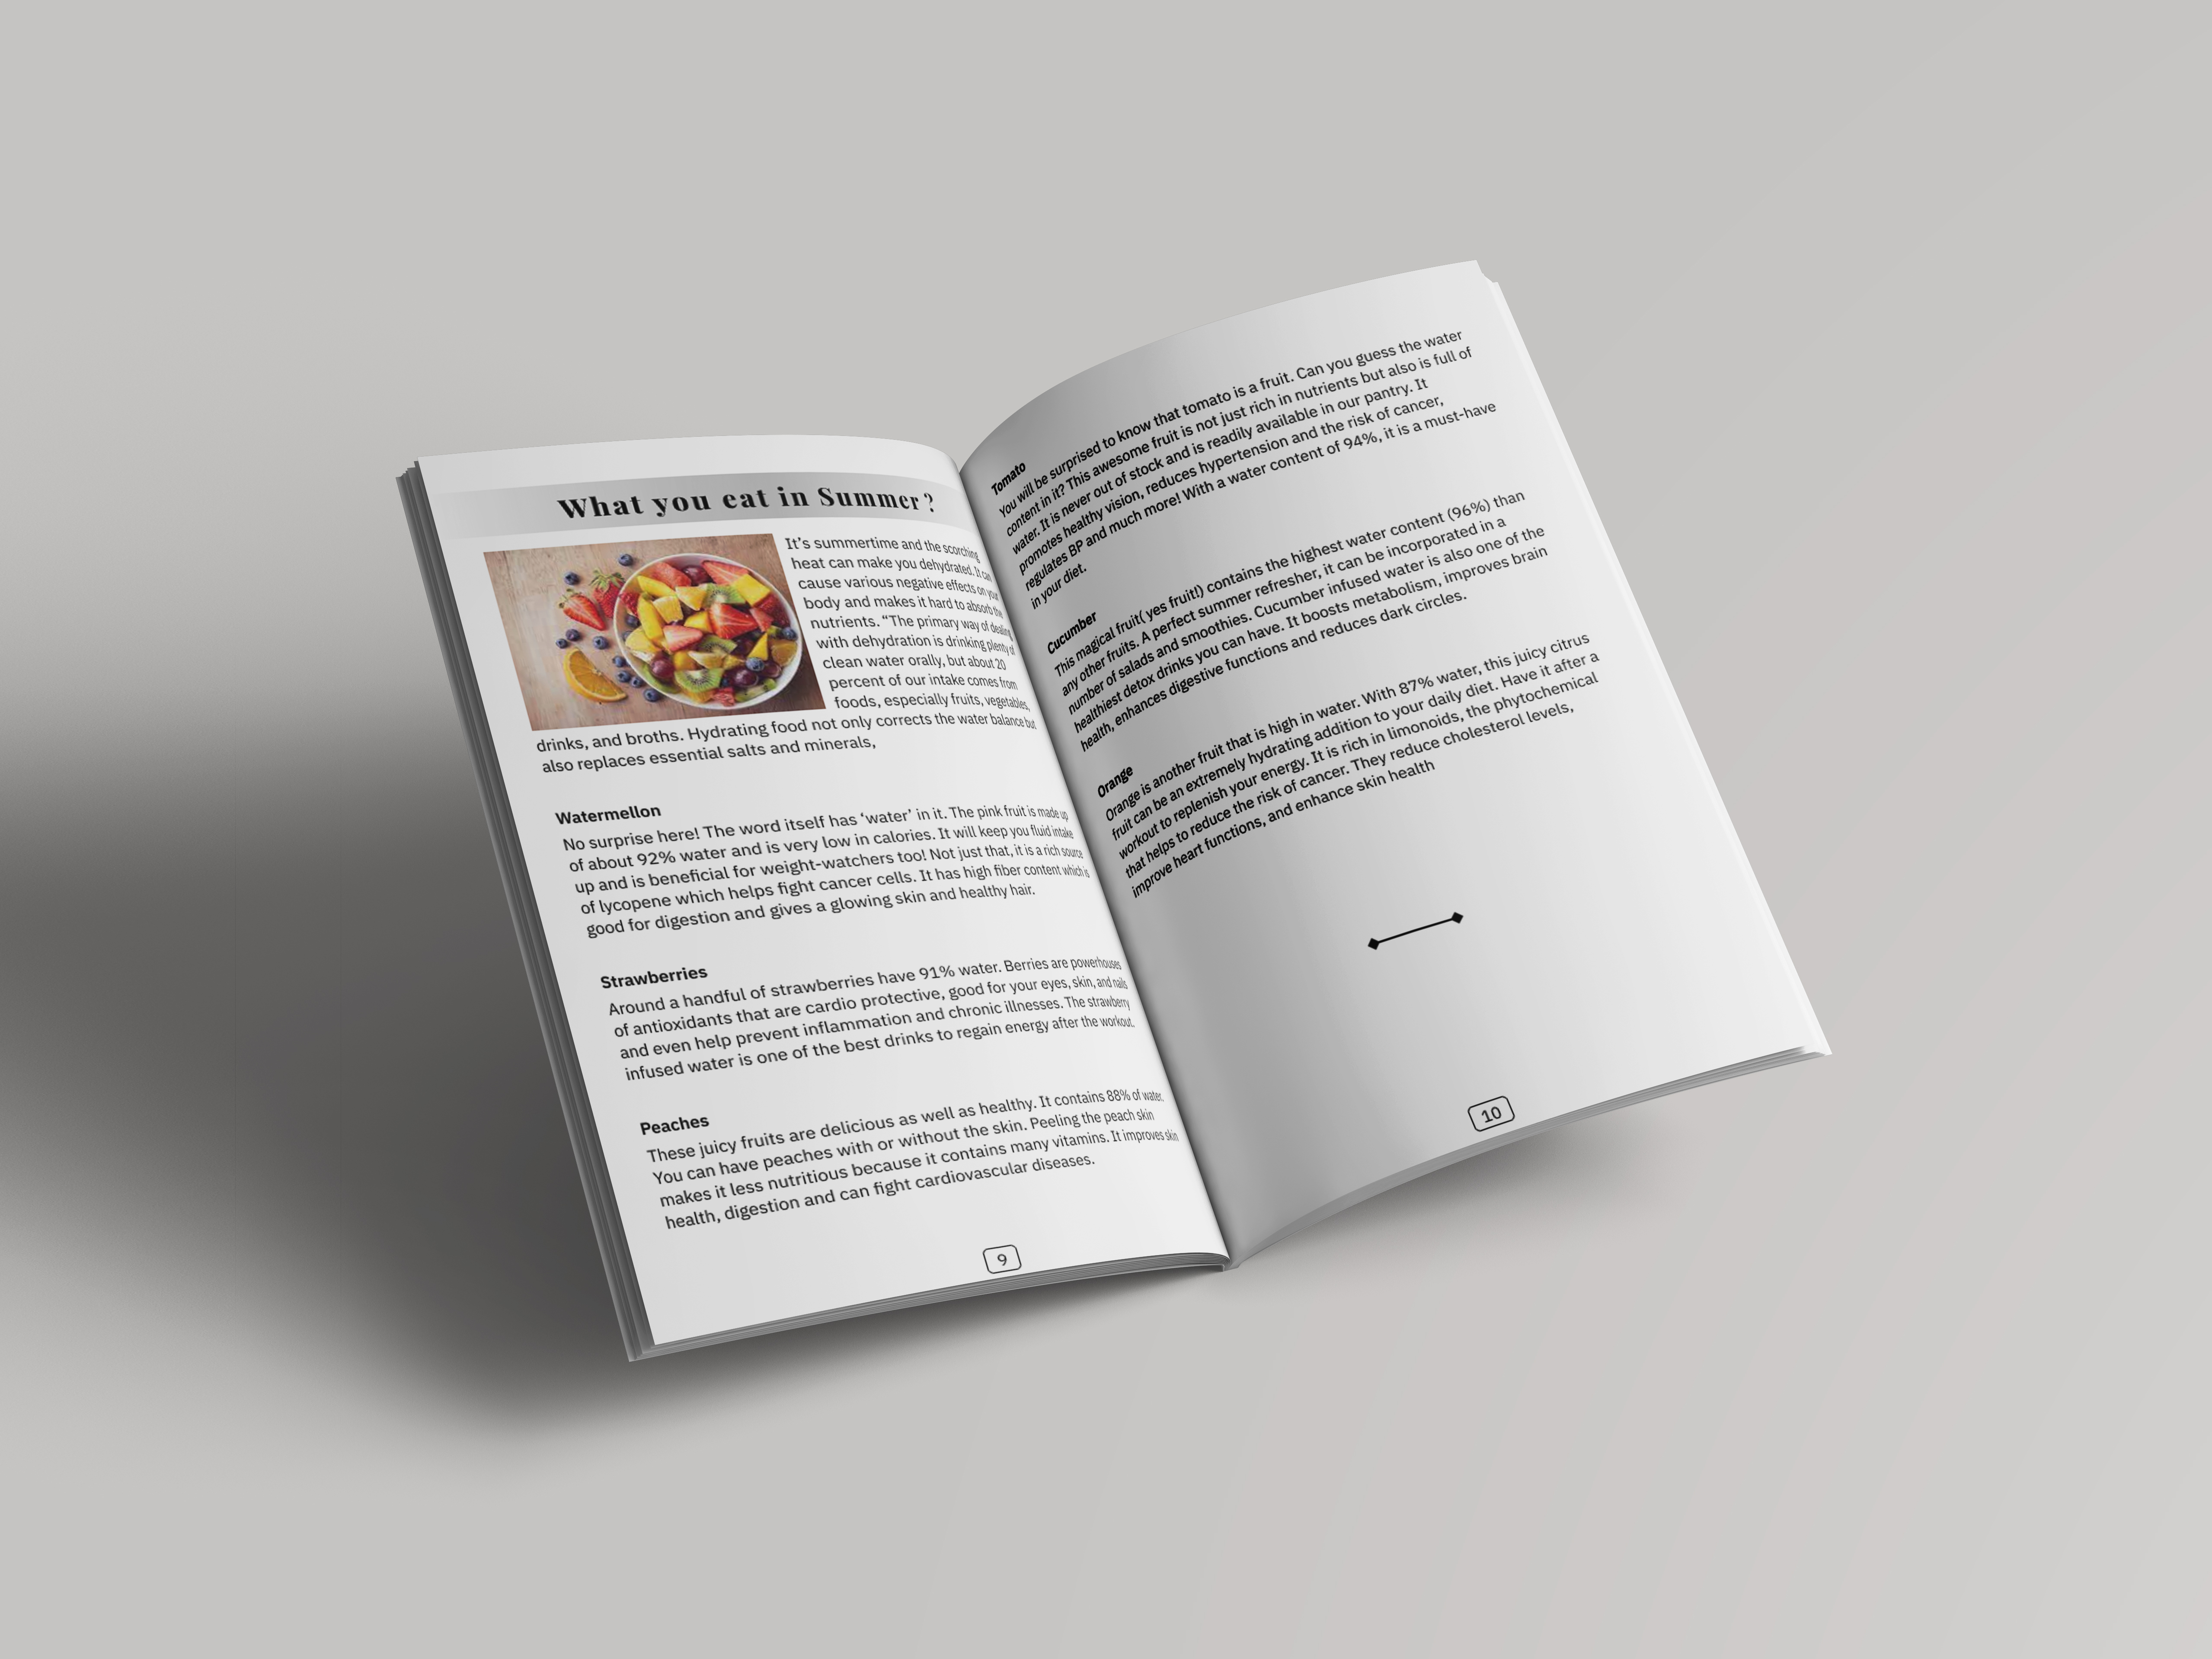 What you eat in Summer ?
It's summertime and the scorching
heat can make you dehydrated. It can
cause various negative effects on your
body and makes it hard to absorb the
nutrients. “The primary way of dealing
with dehydration is drinking plenty of
clean water orally, but about 20
percent of our intake comes from
foods, especially fruits, vegetables,
drinks, and broths. Hydrating food not only corrects the water balance but
also replaces essential salts and minerals,
Watermellon
No surprise here! The word itself has ‘water’ in it. The pink fruit is made up
of about 92% water and is very low in calories. It will keep you fluid intake
up and is beneficial for weight-watchers too! Not just that, it is a rich source
of lycopene which helps fight cancer cells. It has high fiber content which is
good for digestion and gives a glowing skin and healthy hair.
Strawberries
Around a handful of strawberries have 91% water. Berries are powerhouses
of antioxidants that are cardio protective, good for your eyes, skin, and nails
and even help prevent inflammation and chronic illnesses. The strawberry
infused water is one of the best drinks to regain energy after the workout.
Peaches
These juicy fruits are delicious as well as healthy. It contains 88% of water.
You can have peaches with or without the skin. Peeling the peach skin
makes it less nutritious because it contains many vitamins. It improves skin
health, digestion and can fight cardiovascular diseases.
9
Tomato
You will be surprised to know that tomato is a fruit. Can you guess the water
content in it? This awesome fruit is not just rich in nutrients but also is full of
water. It is never out of stock and is readily available in our pantry. It
promotes healthy vision, reduces hypertension and the risk of cancer,
regulates BP and much more! With a water content of 94%, it is a must-have
in your diet.
Cucumber
This magical fruit( yes fruit!) contains the highest water content (96%) than
any other fruits. A perfect summer refresher, it can be incorporated in a
number of salads and smoothies. Cucumber infused water is also one of the
healthiest detox drinks you can have. It boosts metabolism, improves brain
health, enhances digestive functions and reduces dark circles.
Orange
Orange is another fruit that is high in water. With 87% water, this juicy citrus
fruit can be an extremely hydrating addition to your daily diet. Have it after a
workout to replenish your energy. It is rich in limonoids, the phytochemical
that helps to reduce the risk of cancer. They reduce cholesterol levels,
improve heart functions, and enhance skin health
10